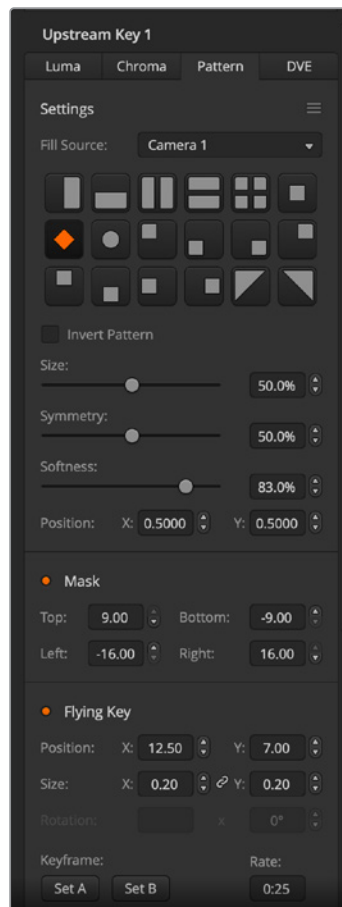 Upstream Key 1
Luma Chroma Pattern DVE
Settings
Fill Source: Camera 1
Invert Pattern
Size:
50.0%
Symmetry:
50.0%
Softness:
83.0%
Position: X: 0.5000 Y: 0.5000
Mask
Top: 9.00 Bottom: -9.00
Left: -16.00 Right: 16.00
Flying Key
Position: X: 12.50 Y: 7.00
Size: X: 0.20 Y: 0.20
Rotation: x 0°
Keyframe: Rate:
Set A Set B 0:25